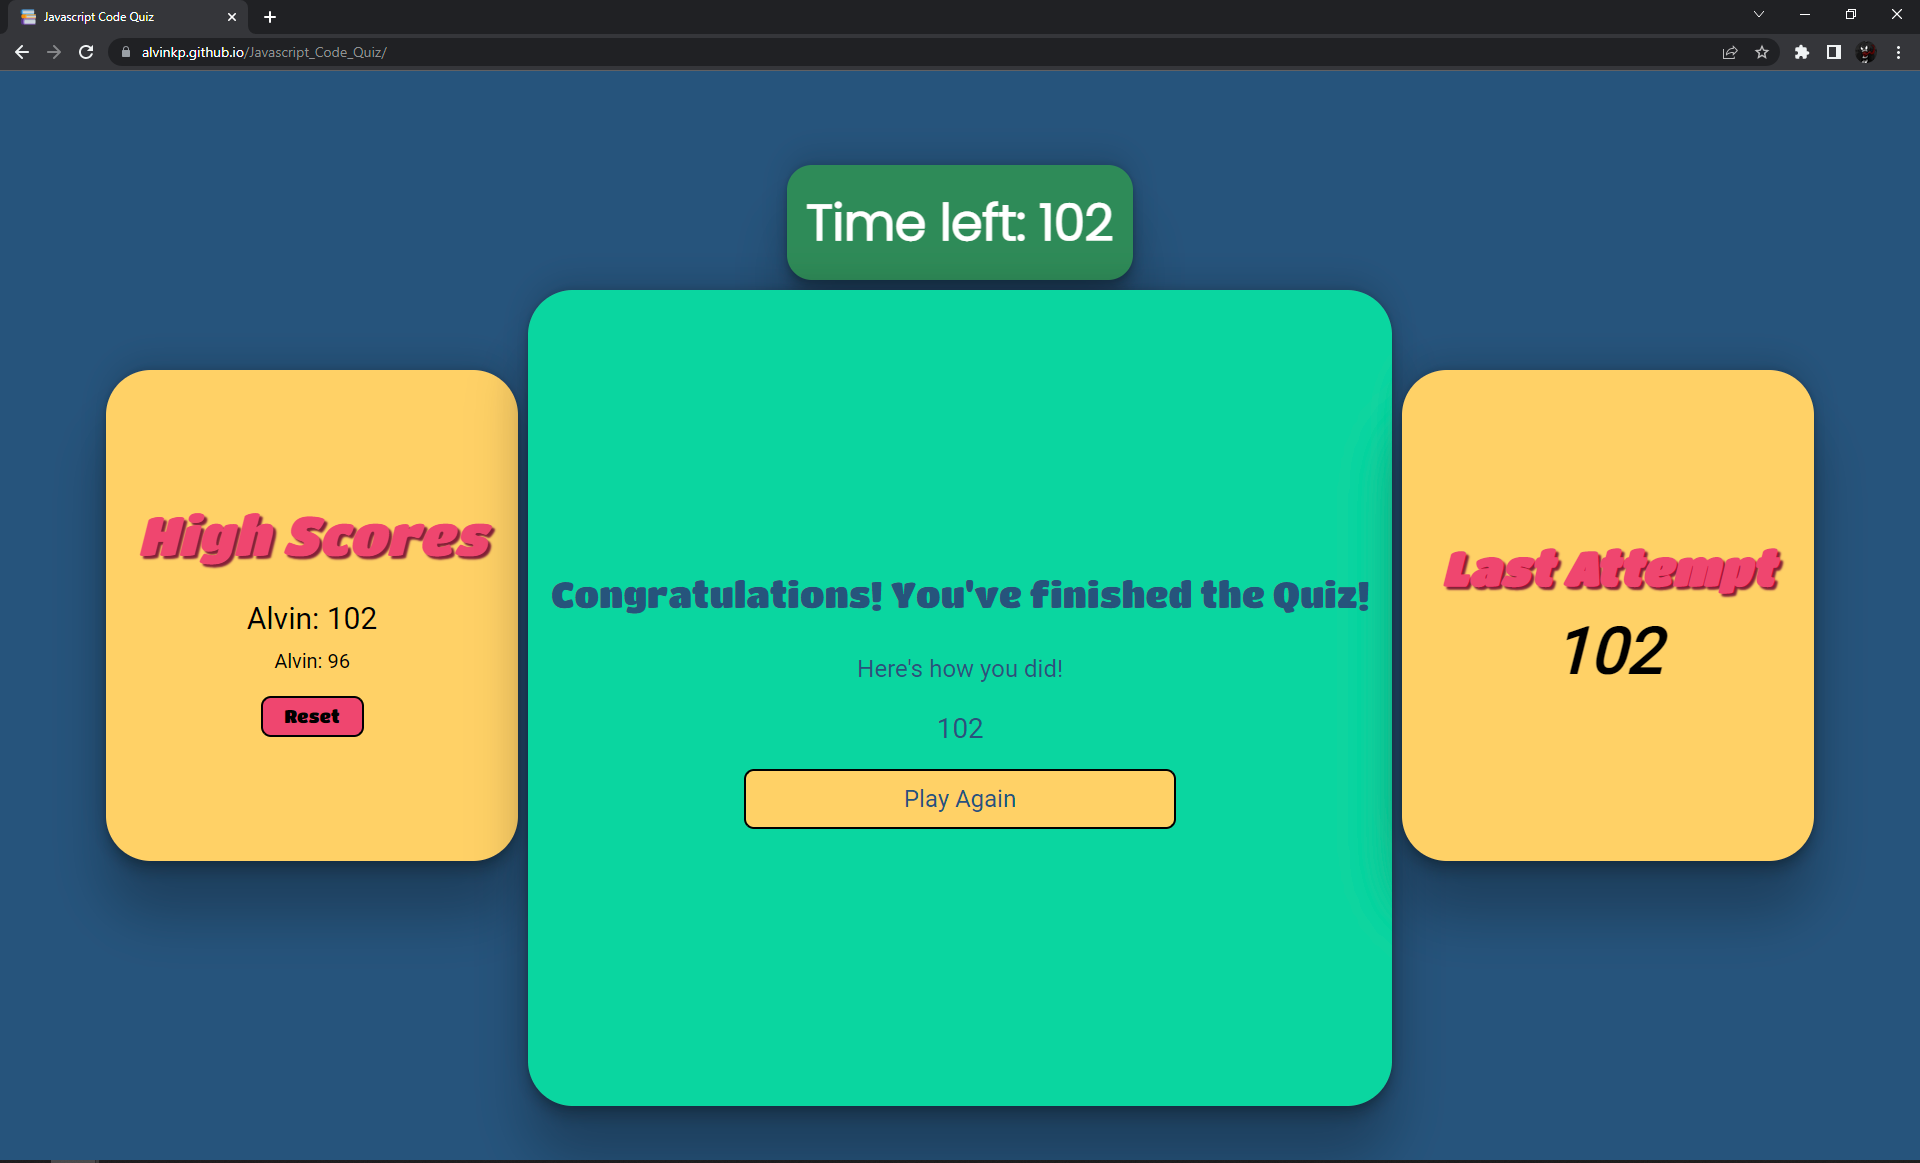 Javascript Code Quiz
alvinkp.github.io/Javascript_Code_Quiz/
Time left: 102
High Scores
Alvin: 102
Alvin: 96
Reset
Congratulations! You've finished the Quiz!
Here's how you did!
102
Play Again
Last Attempt
102